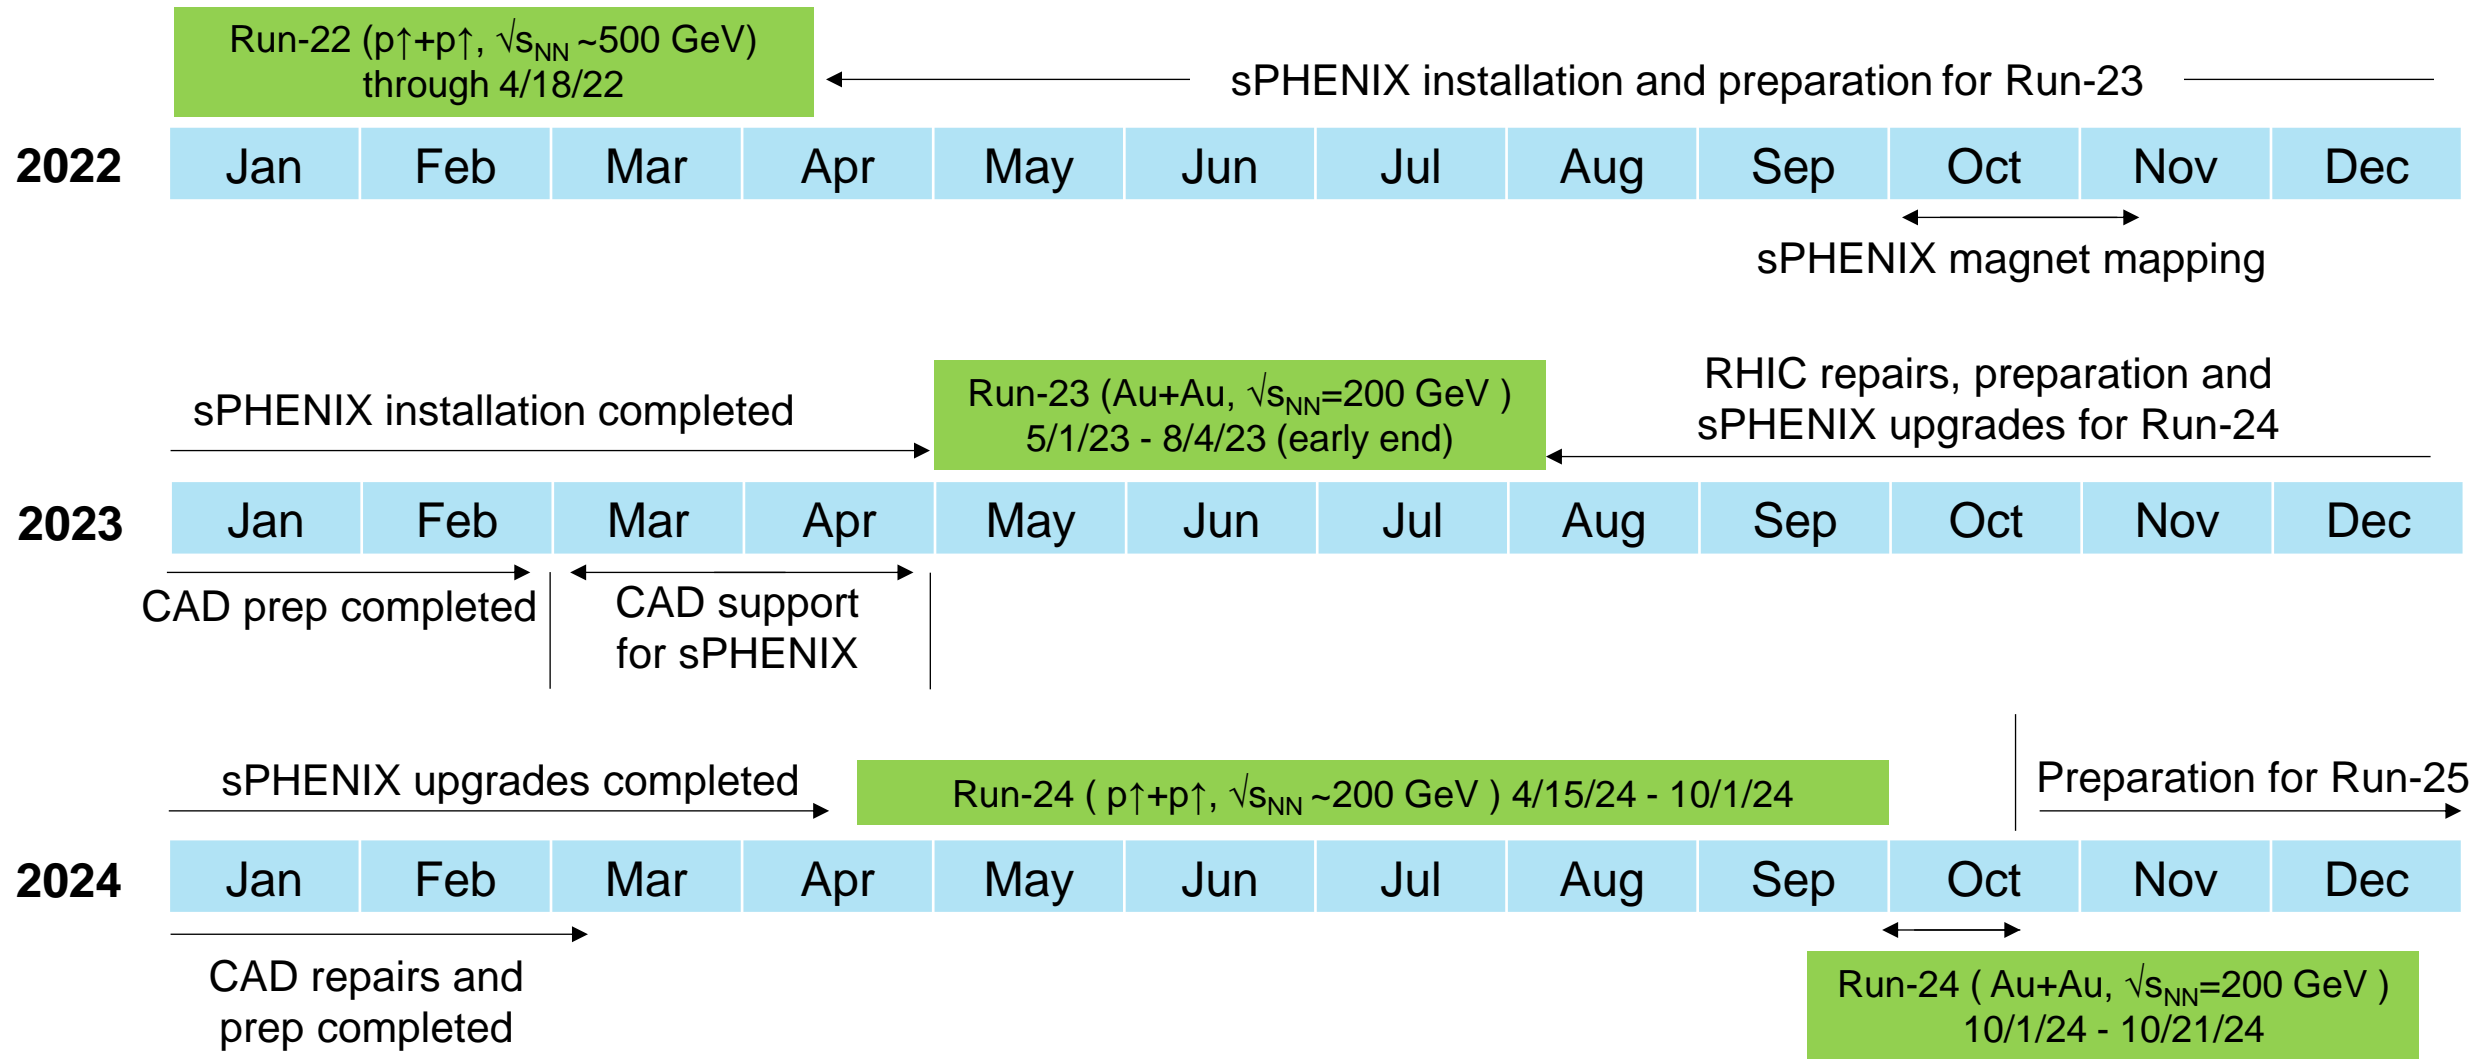 Run-22 (p↑+p↑, √sNN ~500 GeV)
through 4/18/22
sPHENIX installation and preparation for Run-23
2022 Jan Feb Mar Apr May Jun Jul Aug Sep Oct Nov Dec
sPHENIX magnet mapping
sPHENIX installation completed
Run-23 (Au+Au, √sNN=200 GeV )
5/1/23 - 8/4/23 (early end)
RHIC repairs, preparation and
sPHENIX upgrades for Run-24
2023 Jan Feb Mar Apr May Jun Jul Aug Sep Oct Nov Dec
CAD prep completed
CAD support
for sPHENIX
sPHENIX upgrades completed
Run-24 ( p↑+p↑, √sNN ~200 GeV ) 4/15/24 - 10/1/24
Preparation for Run-25
2024 Jan Feb Mar Apr May Jun Jul Aug Sep Oct Nov Dec
CAD repairs and
prep completed
Run-24 ( Au+Au, √sNN=200 GeV )
10/1/24 - 10/21/24